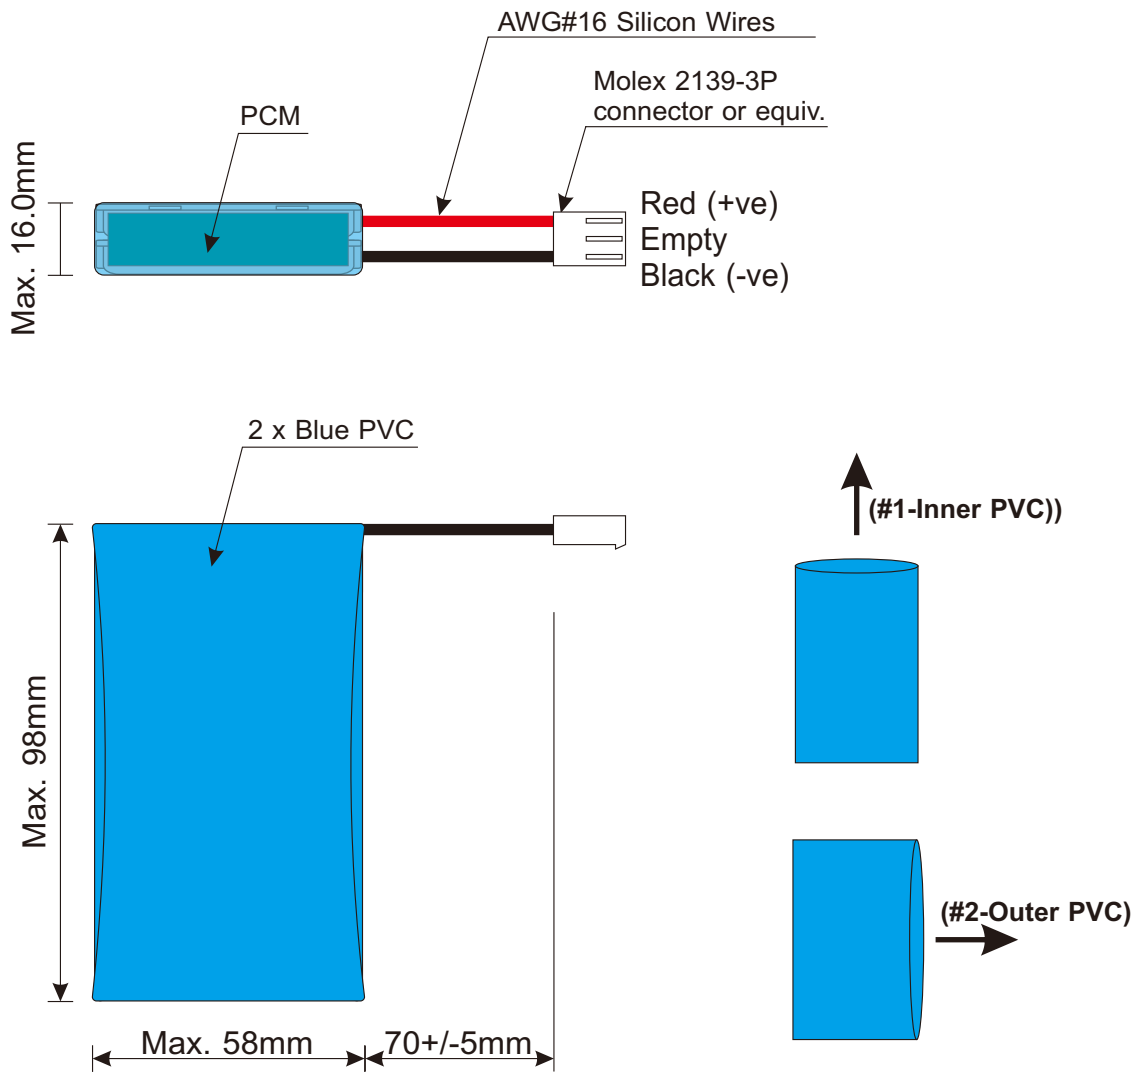 AWG#16 Silicon Wires
Molex 2139-3P
connector or equiv.
PCM
Max. 16.0mm
Red (+ve)
Empty
Black (-ve)
2 x Blue PVC
(#1-Inner PVC))
Max. 98mm
(#2-Outer PVC)
Max. 58mm
70+/-5mm